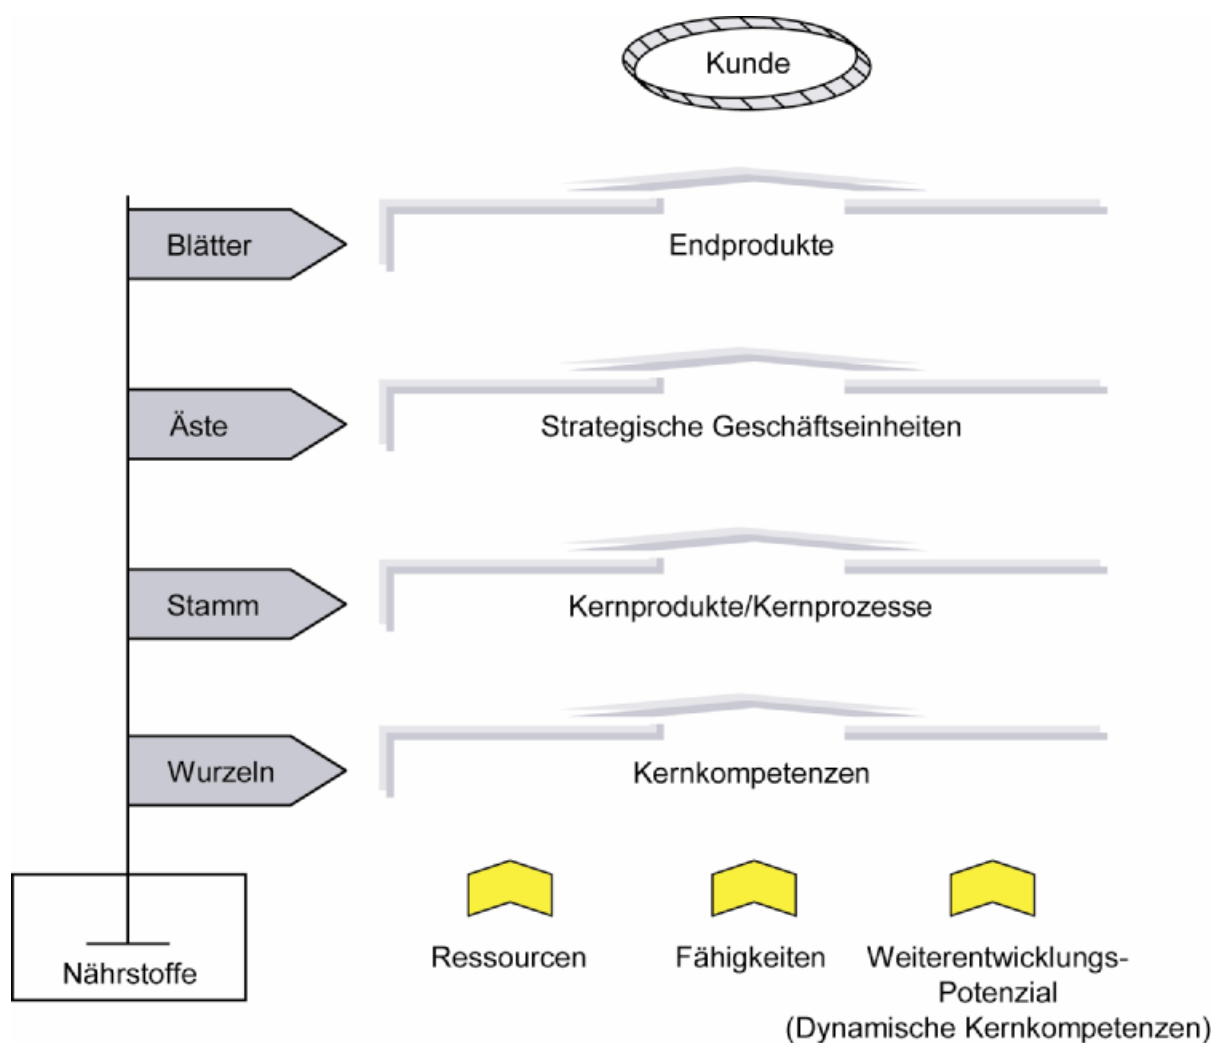 Kunde
Blätter
Endprodukte
Äste
Strategische Geschäftseinheiten
Stamm
Kernprodukte/Kernprozesse
Wurzeln
Kernkompetenzen
Nährstoffe
Ressourcen
Fähigkeiten
Weiterentwicklungs-
Potenzial
(Dynamische Kernkompetenzen)